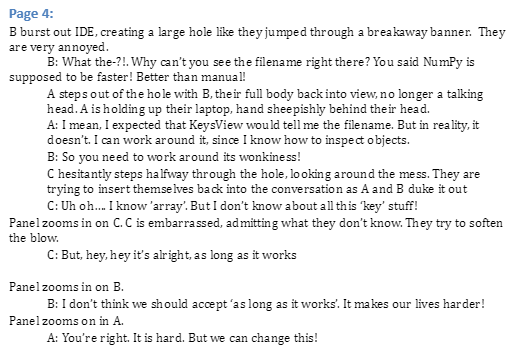 Page 4:
B burst out IDE, creating a large hole like they jumped through a breakaway banner.  They
are very annoyed.
B: What the-?!. Why can't you see the filename right there? You said NumPy is
supposed to be faster! Better than manual!
A steps out of the hole with B, their full body back into view, no longer a talking
head. A is holding up their laptop, hand sheepishly behind their head.
A: I mean, I expected that KeysView would tell me the filename. But in reality, it
doesn't. I can work around it, since I know how to inspect objects.
B: So you need to work around its wonkiness!
C hesitantly steps halfway through the hole, looking around the mess. They are
trying to insert themselves back into the conversation as A and B duke it out
C: Uh oh.... I know 'array'. But I don't know about all this 'key' stuff!
Panel zooms in on C. C is embarrassed, admitting what they don't know. They try to soften
the blow.
C: But, hey, hey it's alright, as long as it works
Panel zooms in on B.
B: I don't think we should accept 'as long as it works'. It makes our lives harder!
Panel zooms on in A.
A: You're right. It is hard. But we can change this!